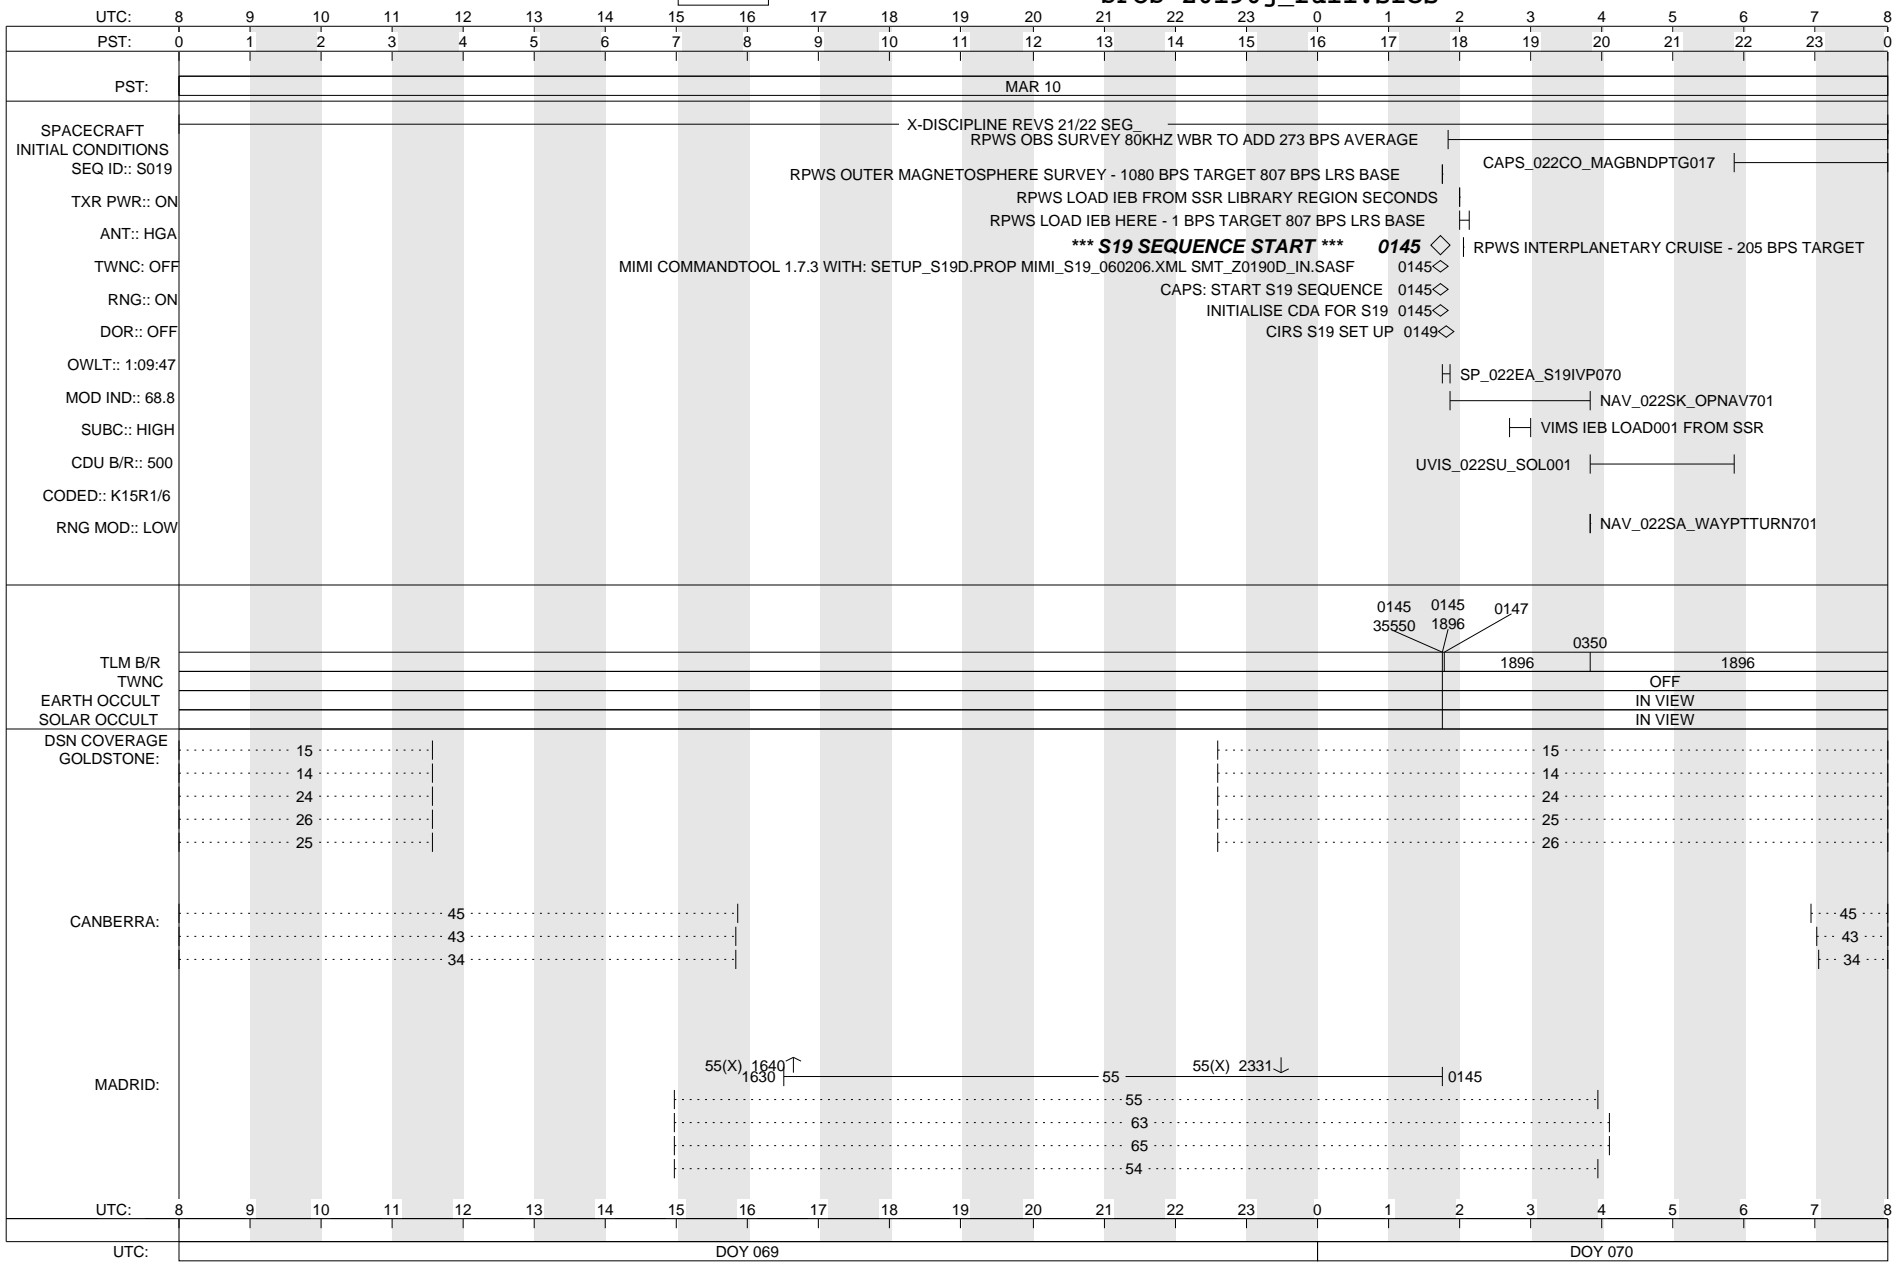 UTC: 8 9 10 11 12 13 14 15 16 17 18 19 20 21 22 23 0 1 2 3 4 5 6 7 8
PST: 0 1 2 3 4 5 6 7 8 9 10 11 12 13 14 15 16 17 18 19 20 21 22 23 0
PST: MAR 10
SPACECRAFT
INITIAL CONDITIONS
SEQ ID:: S019
TXR PWR:: ON
ANT:: HGA
TWNC: OFF
RNG:: ON
DOR:: OFF
OWLT:: 1:09:47
MOD IND:: 68.8
SUBC:: HIGH
CDU B/R:: 500
CODED:: K15R1/6
RNG MOD:: LOW
X-DISCIPLINE REVS 21/22 SEG_
RPWS OBS SURVEY 80KHZ WBR TO ADD 273 BPS AVERAGE
CAPS_022CO_MAGBNDPTG017
RPWS OUTER MAGNETOSPHERE SURVEY - 1080 BPS TARGET 807 BPS LRS BASE
RPWS LOAD IEB FROM SSR LIBRARY REGION SECONDS
RPWS LOAD IEB HERE - 1 BPS TARGET 807 BPS LRS BASE
*** S19 SEQUENCE START *** 0145
RPWS INTERPLANETARY CRUISE - 205 BPS TARGET
MIMI COMMANDTOOL 1.7.3 WITH: SETUP_S19D.PROP MIMI_S19_060206.XML SMT_Z0190D_IN.SASF 0145
CAPS: START S19 SEQUENCE 0145
INITIALISE CDA FOR S19 0145
CIRS S19 SET UP 0149
SP_022EA_S19IVP070
NAV_022SK_OPNAV701
VIMS IEB LOAD001 FROM SSR
UVIS_022SU_SOL001
NAV_022SA_WAYPTTURN701
0145 0145 0147
35550 1896
0350
TLM B/R 1896 1896
TWNC OFF
EARTH OCCULT IN VIEW
SOLAR OCCULT IN VIEW
DSN COVERAGE
GOLDSTONE:
15 15
14 14
24 24
26 25
25 26
CANBERRA:
45 45
43 43
34 34
MADRID:
55(X) 1640 55(X) 2331
1630 55 0145
55
63
65
54
UTC: 8 9 10 11 12 13 14 15 16 17 18 19 20 21 22 23 0 1 2 3 4 5 6 7 8
UTC: DOY 069 DOY 070